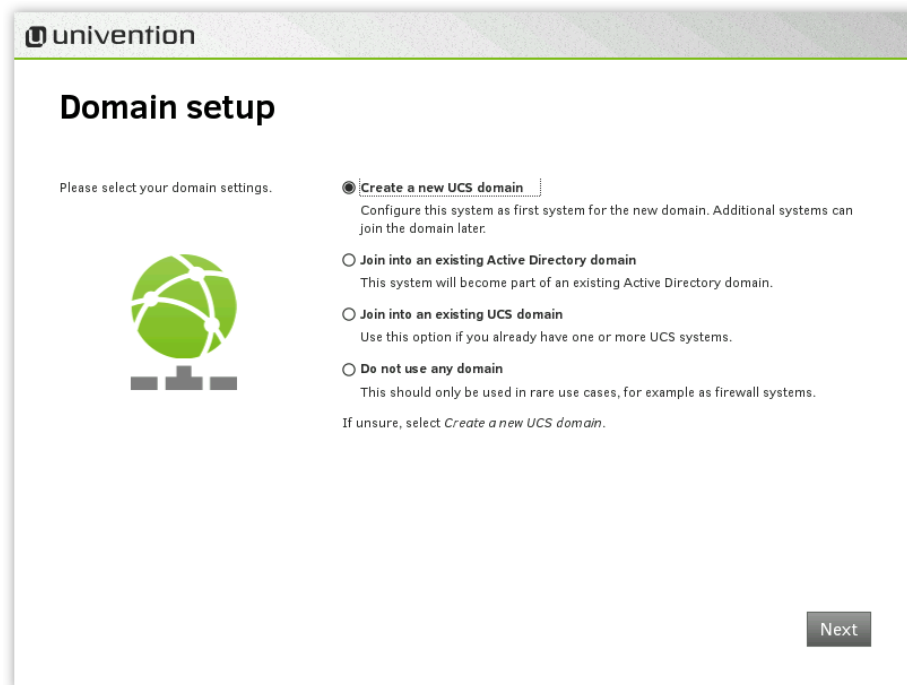 univention
Domain setup
Please select your domain settings.
Create a new UCS domain
Configure this system as first system for the new domain. Additional systems can
join the domain later.
Join into an existing Active Directory domain
This system will become part of an existing Active Directory domain.
Join into an existing UCS domain
Use this option if you already have one or more UCS systems.
Do not use any domain
This should only be used in rare use cases, for example as firewall systems.
If unsure, select Create a new UCS domain.
Next